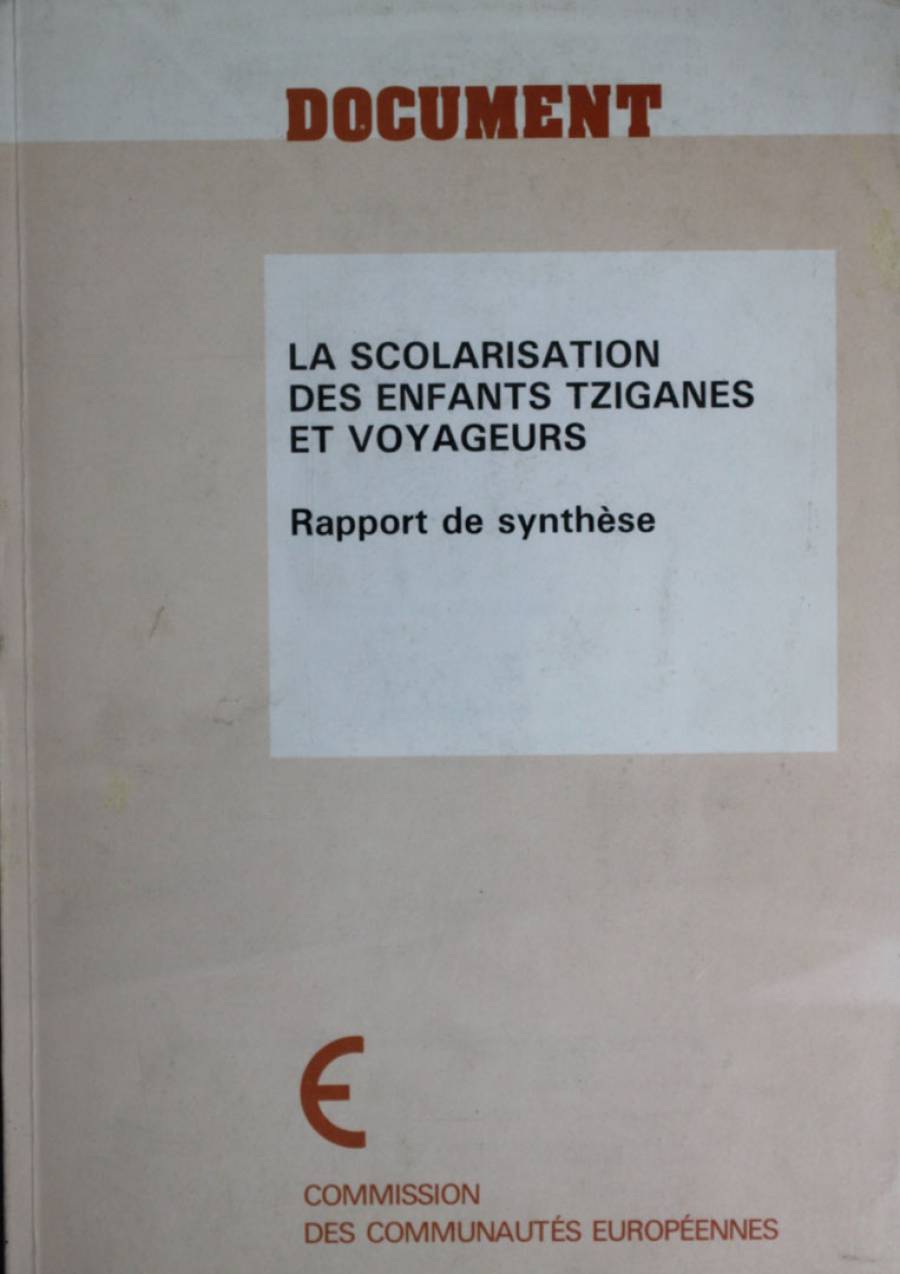 DOCUMENT
LA SCOLARISATION
DES ENFANTS TZIGANES
ET VOYAGEURS
Rapport de synthèse
COMMISSION
DES COMMUNAUTÉS EUROPÉENNES